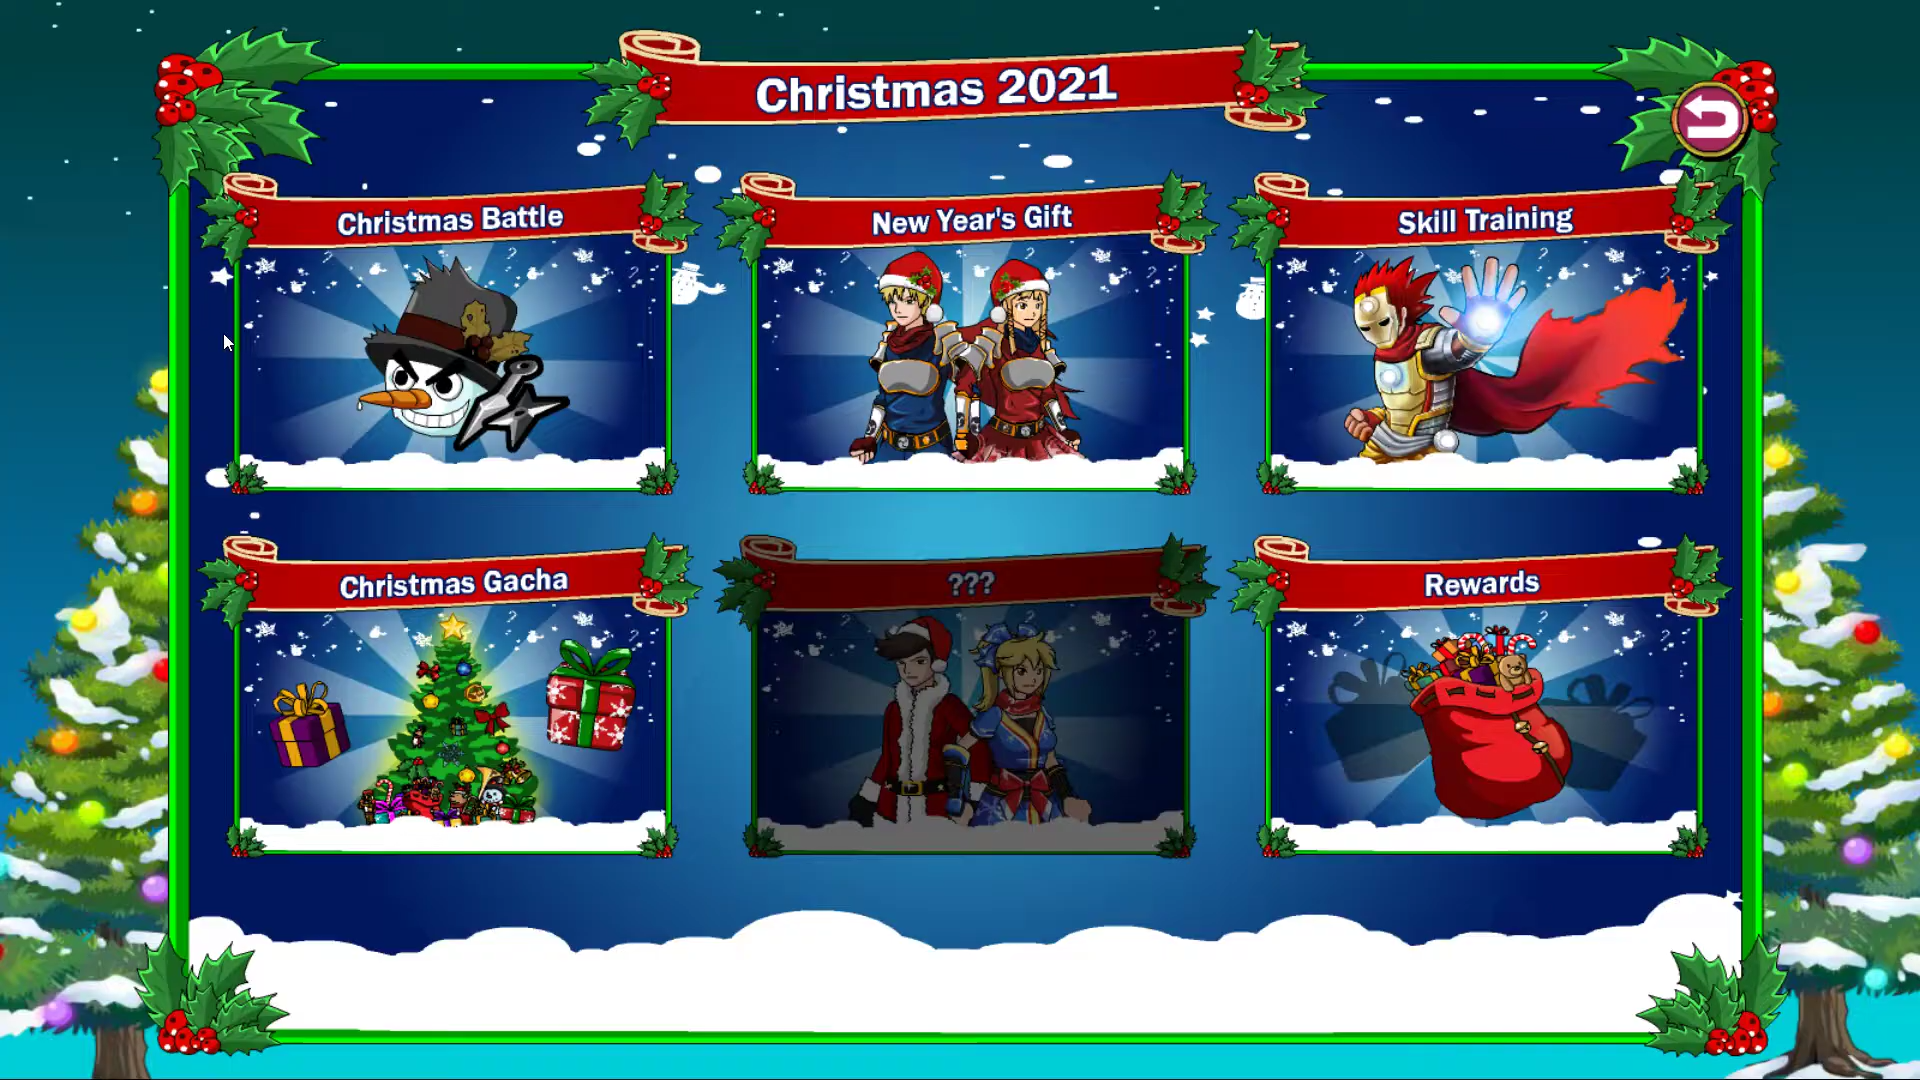 Christmas 2021
Christmas Battle
New Year's Gift
Skill Training
Christmas Gacha
???
Rewards